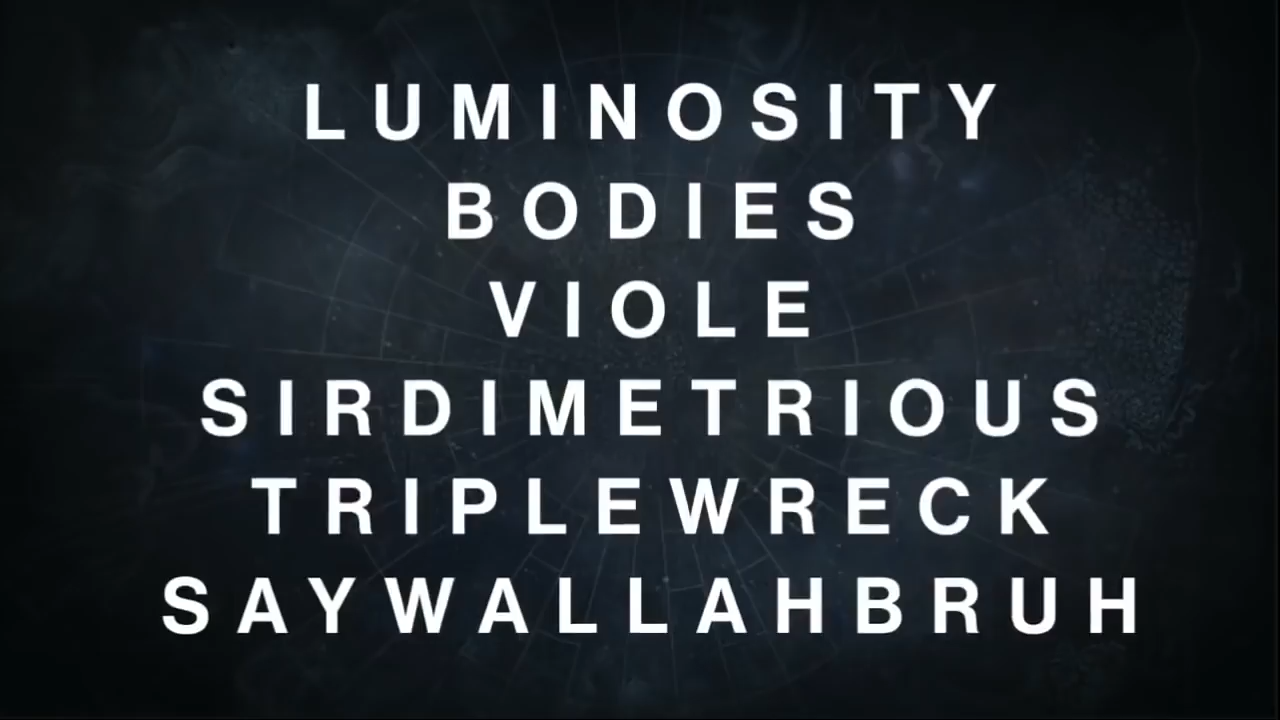 LUMINOSITY
BODIES
VIOLE
SIRDIMETRIOUS
TRIPLEWRECK
SAYWALLAHBRUH